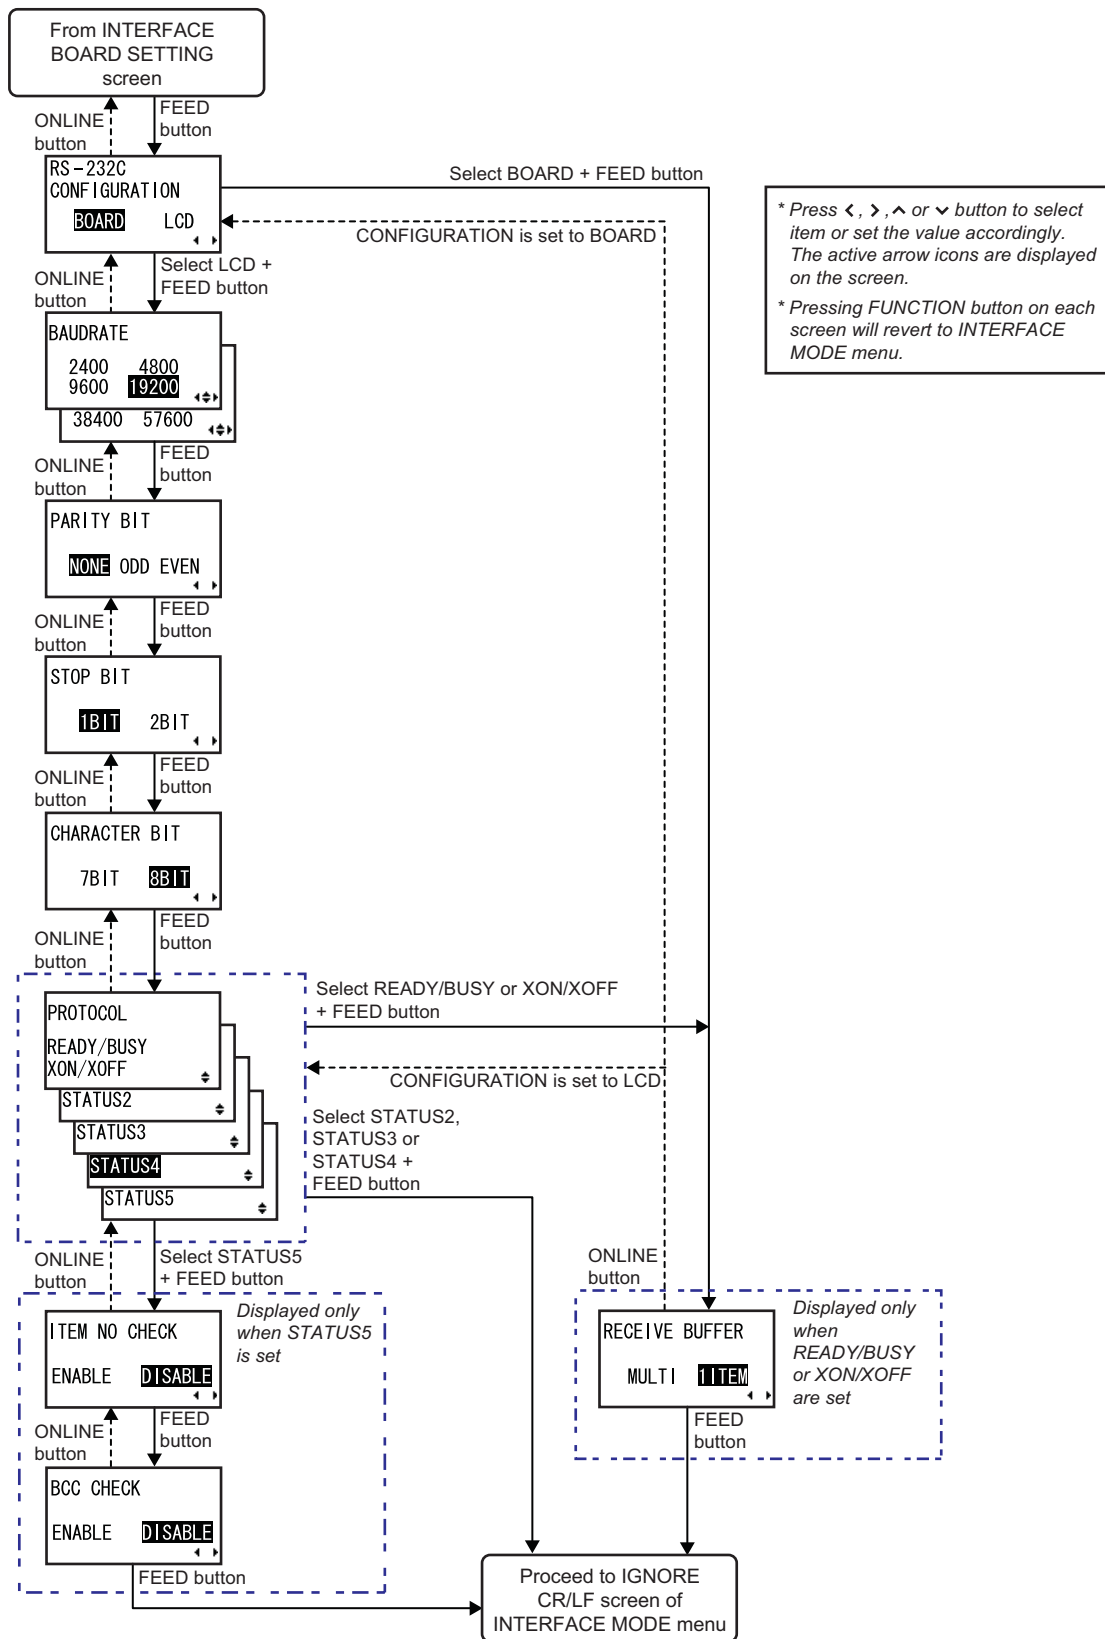 From INTERFACE
BOARD SETTING
screen
ONLINE
button
FEED
button
RS-232C
CONFIGURATION
BOARD LCD
Select BOARD + FEED button
CONFIGURATION is set to BOARD
* Press <, >, ∧ or ∨ button to select
item or set the value accordingly.
The active arrow icons are displayed
on the screen.
* Pressing FUNCTION button on each
screen will revert to INTERFACE
MODE menu.
ONLINE
button
Select LCD +
FEED button
BAUDRATE
2400 4800
9600 19200
38400 57600
ONLINE
button
FEED
button
PARITY BIT
NONE ODD EVEN
ONLINE
button
FEED
button
STOP BIT
1BIT 2BIT
ONLINE
button
FEED
button
CHARACTER BIT
7BIT 8BIT
ONLINE
button
FEED
button
PROTOCOL
READY/BUSY
XON/XOFF
STATUS2
STATUS3
STATUS4
STATUS5
Select READY/BUSY or XON/XOFF
+ FEED button
CONFIGURATION is set to LCD
Select STATUS2,
STATUS3 or
STATUS4 +
FEED button
ONLINE
button
Select STATUS5
+ FEED button
ITEM NO CHECK
ENABLE DISABLE
Displayed only
when STATUS5
is set
ONLINE
button
FEED
button
BCC CHECK
ENABLE DISABLE
FEED button
ONLINE
button
RECEIVE BUFFER
MULTI 1ITEM
Displayed only
when
READY/BUSY
or XON/XOFF
are set
FEED
button
Proceed to IGNORE
CR/LF screen of
INTERFACE MODE menu